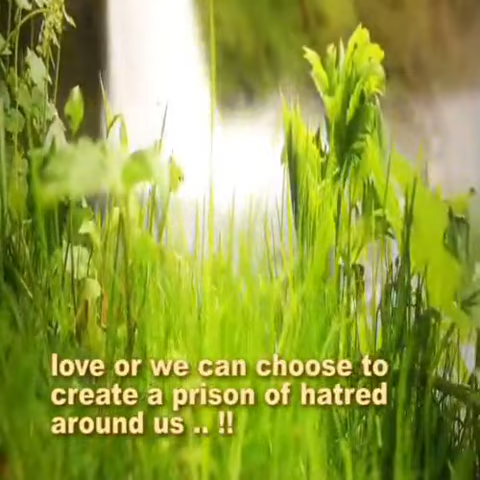 love or we can choose to
create a prison of hatred
around us .. !!